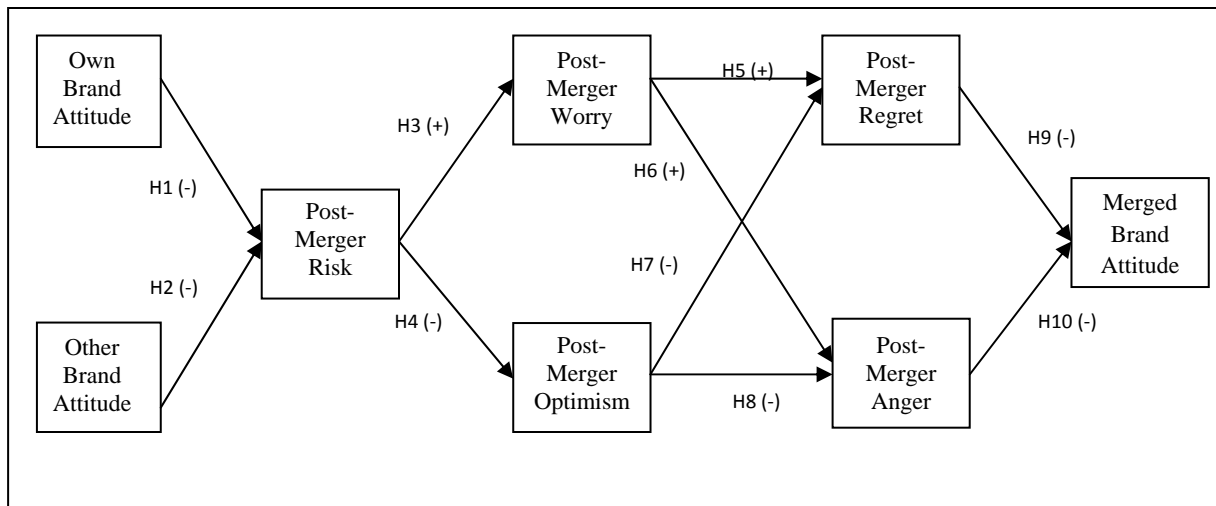 Own
Brand
Attitude
H1 (-)
Other
Brand
Attitude
H2 (-)
Post-
Merger
Risk
H3 (+)
H4 (-)
Post-
Merger
Worry
Post-
Merger
Optimism
H5 (+)
H6 (+)
H7 (-)
H8 (-)
Post-
Merger
Regret
Post-
Merger
Anger
H9 (-)
H10 (-)
Merged
Brand
Attitude